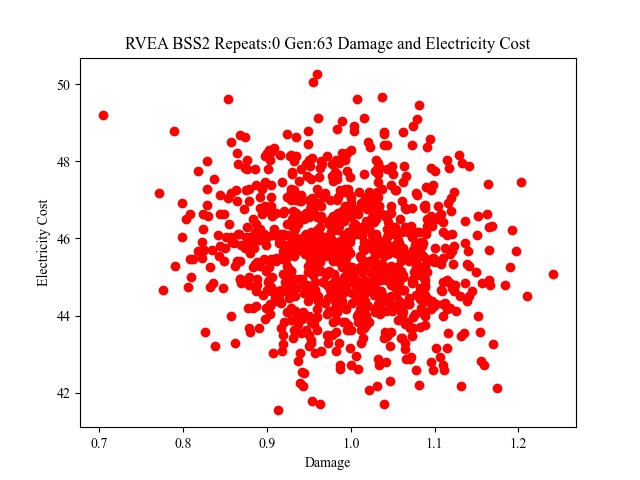 RVEA BSS2 Repeats:0 Gen:63 Damage and Electricity Cost
50
48
46
44
42
Electricity Cost
0.7 0.8 0.9 1.0 1.1 1.2
Damage